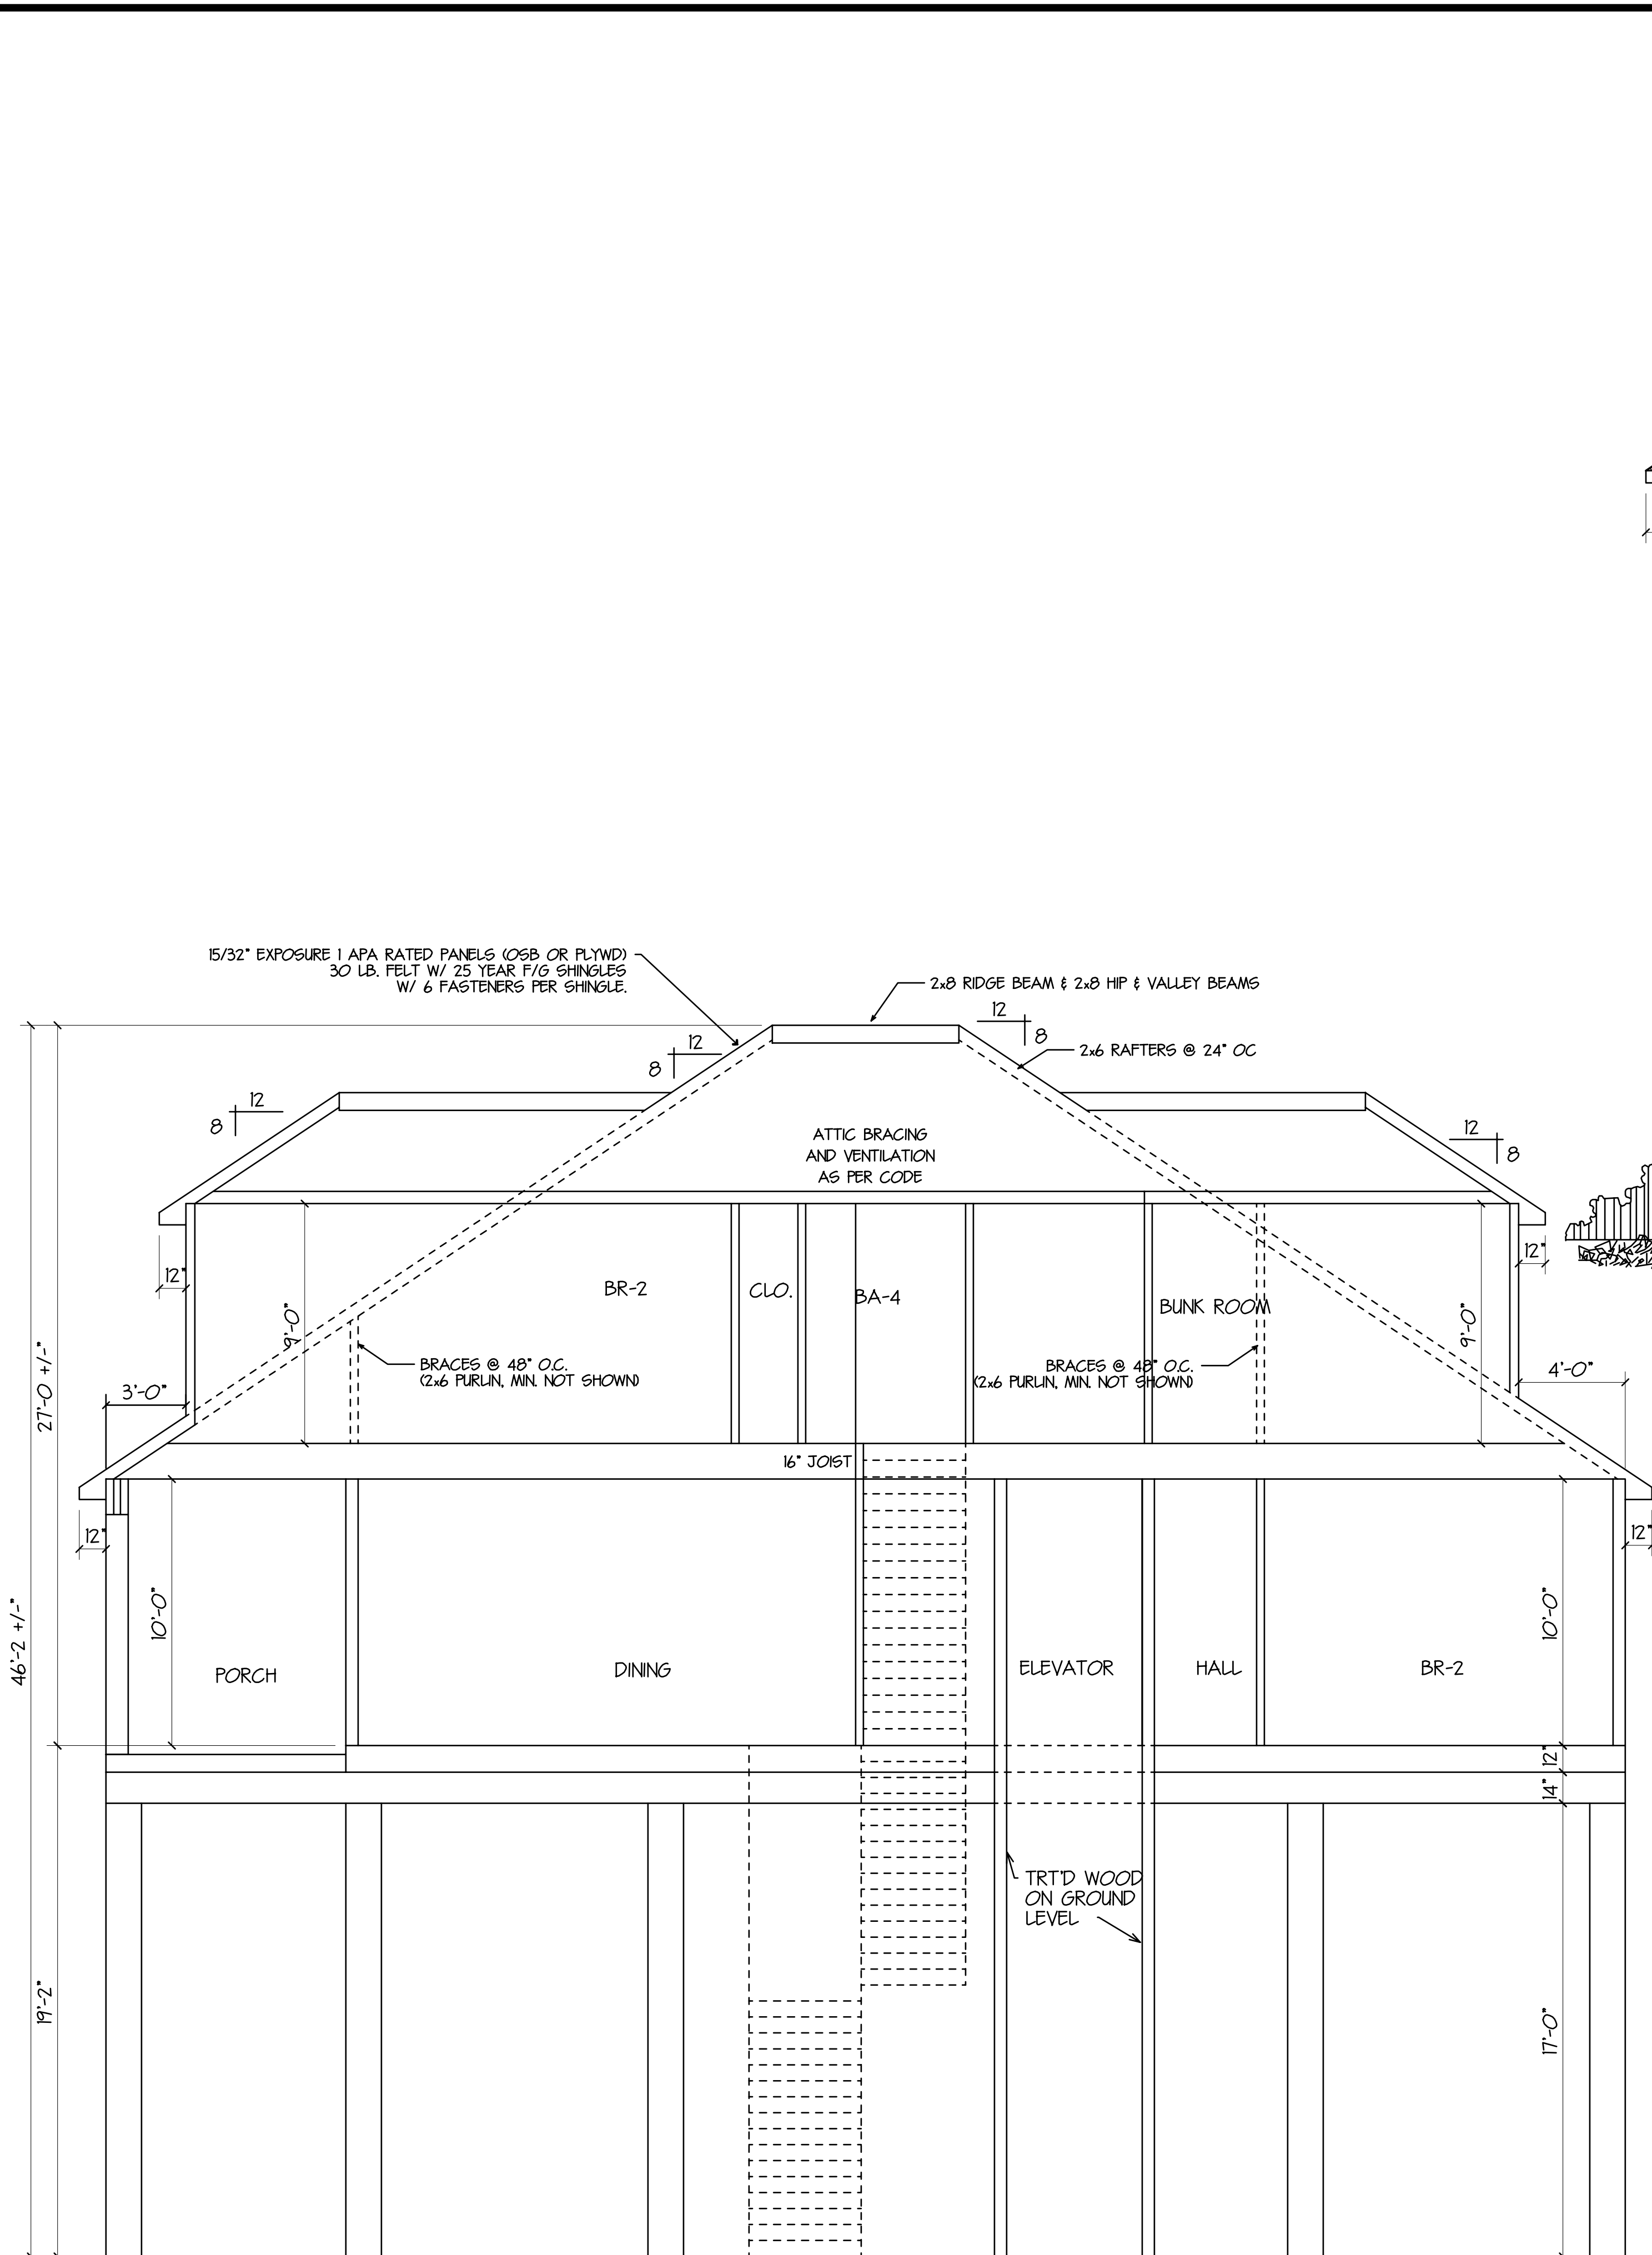 15/32" EXPOSURE 1 APA RATED PANELS (OSB OR PLYWD)
30 LB. FELT W/ 25 YEAR F/G SHINGLES
W/ 6 FASTENERS PER SHINGLE.
2x8 RIDGE BEAM & 2x8 HIP & VALLEY BEAMS
12
8
12
8
2x6 RAFTERS @ 24" OC
12
8
12
8
ATTIC BRACING
AND VENTILATION
AS PER CODE
12"
12"
BR-2
CLO.
BA-4
BUNK ROOM
9'-0"
9'-0"
BRACES @ 48" O.C.
(2x6 PURLIN, MIN. NOT SHOWN)
BRACES @ 48" O.C.
(2x6 PURLIN, MIN. NOT SHOWN)
3'-0"
4'-0"
27'-0 +/-"
16" JOIST
12"
12"
10'-0"
10'-0"
46'-2 +/-"
PORCH
DINING
ELEVATOR
HALL
BR-2
12"
14"
TRT'D WOOD
ON GROUND
LEVEL
19'-2"
17'-0"